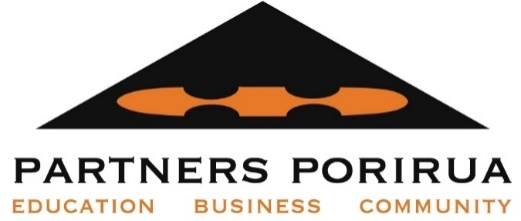 PARTNERS PORIRUA
EDUCATION BUSINESS COMMUNITY